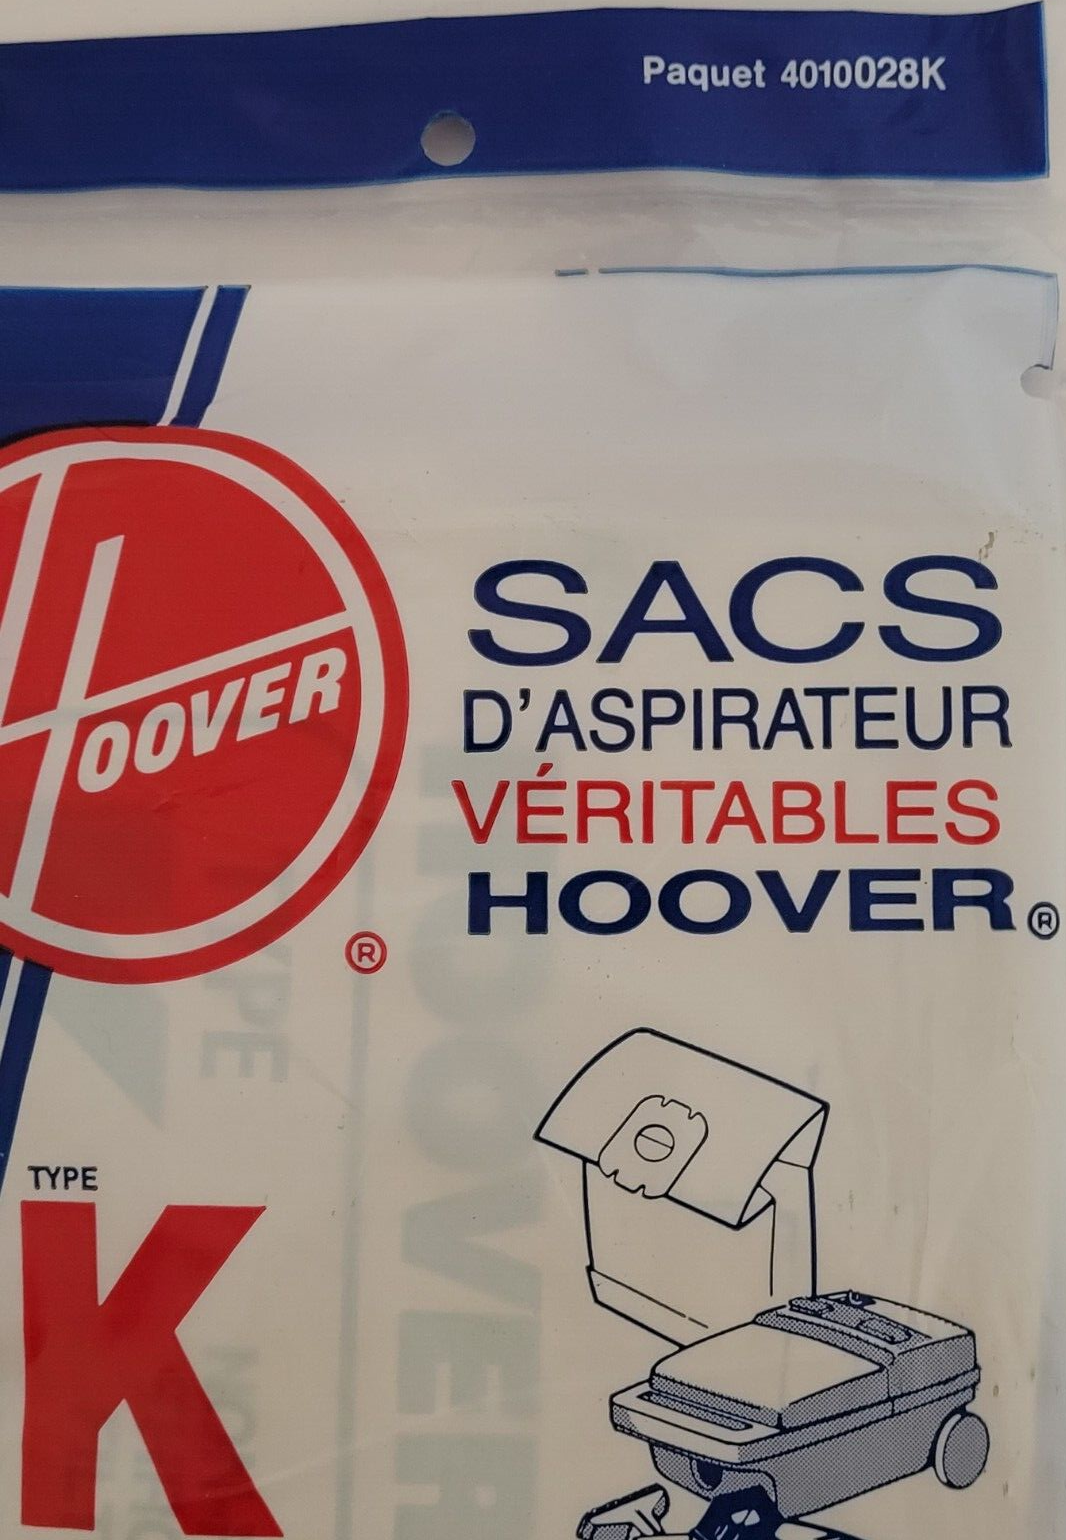 Paquet 4010028K
HOOVER
®
SACS
D'ASPIRATEUR
VÉRITABLES
HOOVER®
TYPE
K